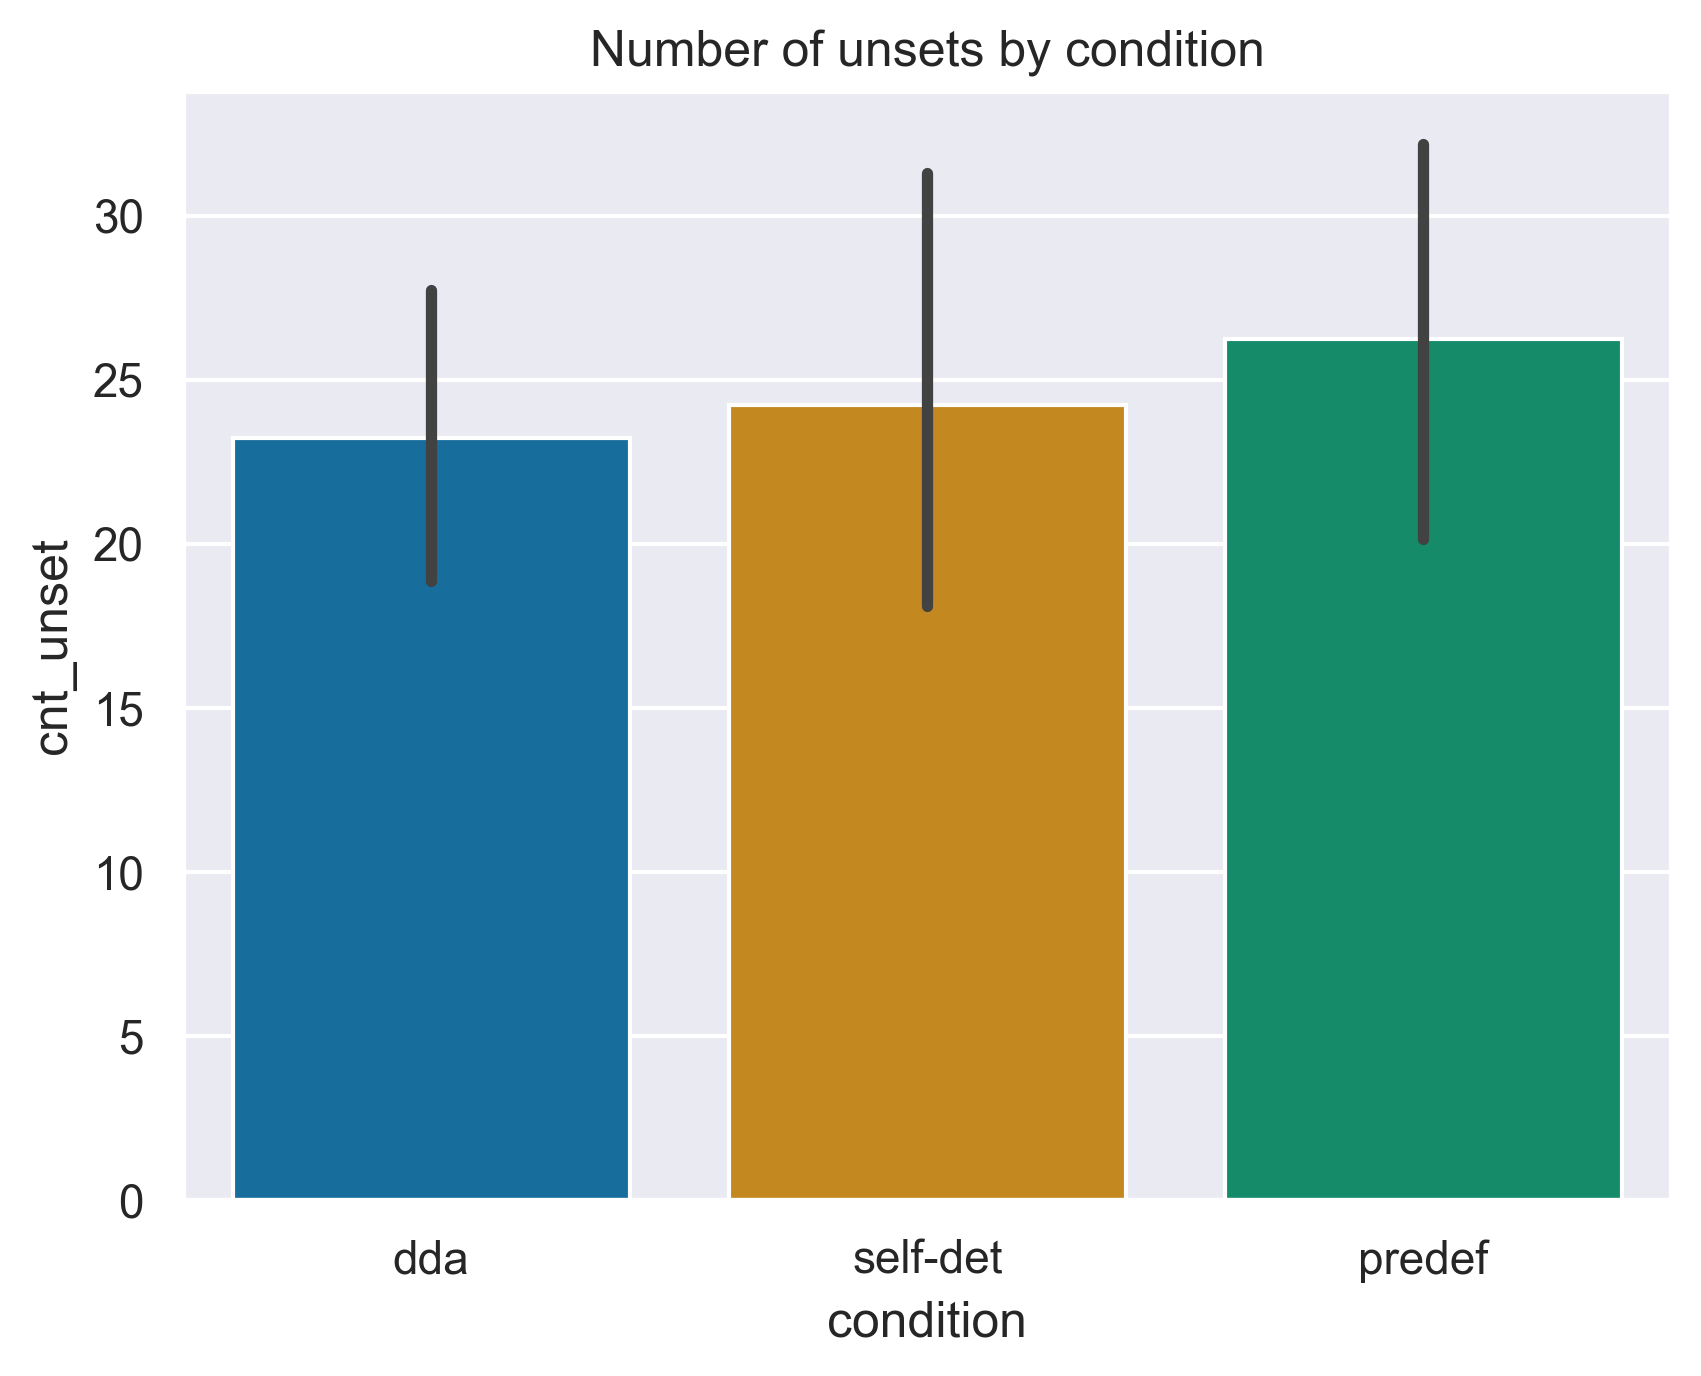 Number of unsets by condition
cnt_unset
30
25
20
15
10
5
0
dda
self-det
predef
condition